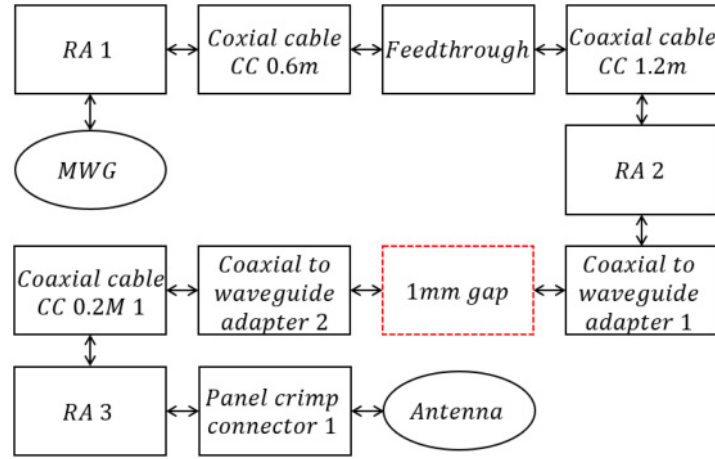 RA 1
Coxial cable
CC 0.6m
Feedthrough
Coaxial cable
CC 1.2m
MWG
RA 2
Coaxial cable
CC 0.2M 1
Coaxial to
waveguide
adapter 2
1mm gap
Coaxial to
waveguide
adapter 1
RA 3
Panel crimp
connector 1
Antenna